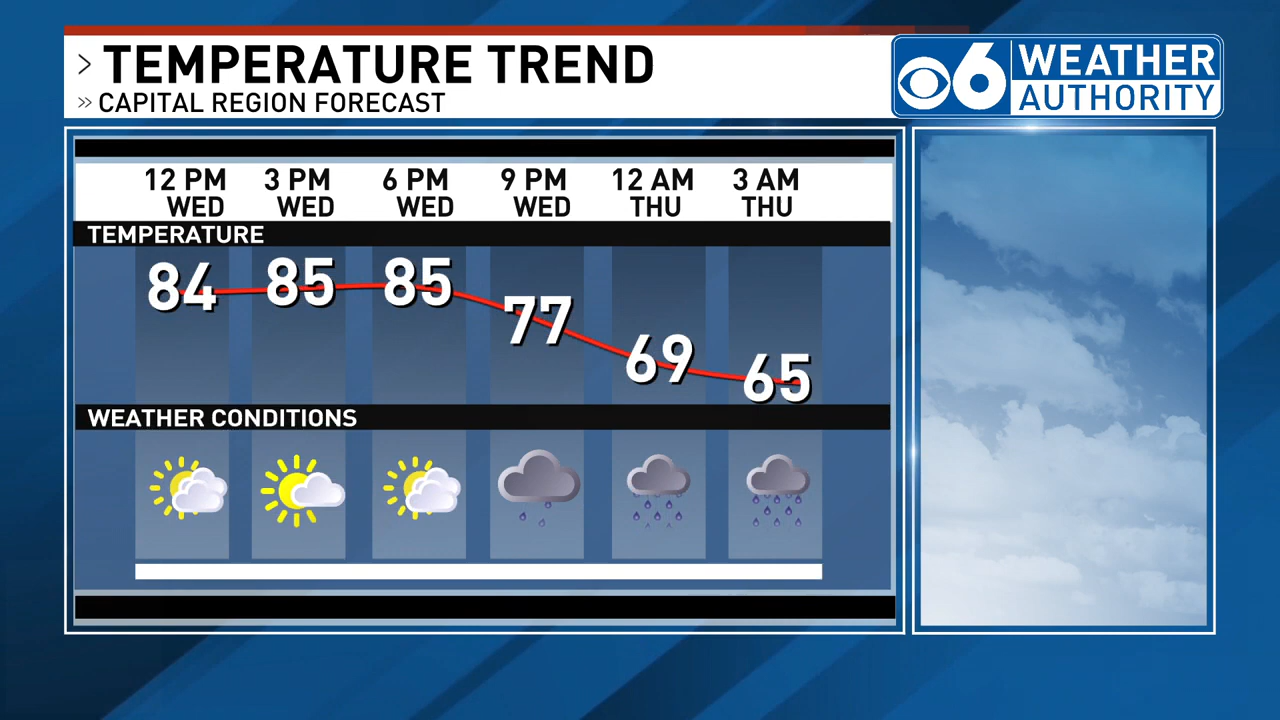 > TEMPERATURE TREND
» CAPITAL REGION FORECAST
6 WEATHER
AUTHORITY
12 PM 3 PM 6 PM 9 PM 12 AM 3 AM
WED WED WED WED THU THU
TEMPERATURE
84 85 85 77 69 65
WEATHER CONDITIONS